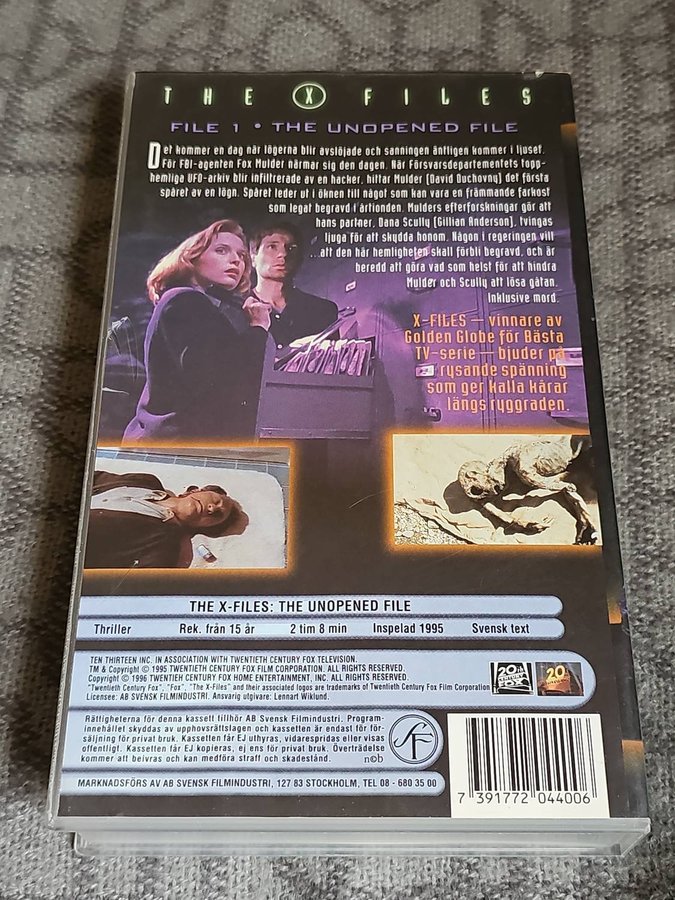 THE X FILES
FILE 1 • THE UNOPENED FILE
Det kommer en dag när lögerna blir avslöjade och sanningen äntligen kommer i ljuset.
För FBI-agenten Fox Mulder närmar sig den dagen. När Försvarsdepartementets topp-
hemliga UFO-arkiv blir infiltrerade av en hacker, hittar Mulder [David Duchovny] det första
spåret av en lögn. Spåret leder ut i öknen till något som kan vara en främmande farkost
som legat begravd i årtionden. Mulders efterforskningar gör att
hans partner, Dana Scully [Gillian Anderson], tvingas
ljuga för att skydda honom. Någon i regeringen vill
...att den här hemligheten skall förbli begravd, och är
beredd att göra vad som helst för att hindra
Mulder och Scully att lösa gåtan.
Inklusive mord.
X-FILES — vinnare av
Golden Globe för Bästa
TV-serie — bjuder på
rysande spänning
som ger kalla kårar
längs ryggraden.
THE X-FILES: THE UNOPENED FILE
Thriller Rek. från 15 år 2 tim 8 min Inspelad 1995 Svensk text
TEN THIRTEEN INC. IN ASSOCIATION WITH TWENTIETH CENTURY FOX TELEVISION.
TM & Copyright © 1995 TWENTIETH CENTURY FOX FILM CORPORATION. ALL RIGHTS RESERVED.
Copyright © 1996 TWENTIETH CENTURY FOX HOME ENTERTAINMENT, INC. ALL RIGHTS RESERVED.
"Twentieth Century Fox", "Fox", "The X-Files" and their associated logos are trademarks of Twentieth Century Fox Film Corporation
Licensee: AB SVENSK FILMINDUSTRI. Ansvarig utgivare: Lennart Wiklund.
20th CENTURY FOX
20
Rättigheterna för denna kassett tillhör AB Svensk Filmindustri. Program-
innehållet skyddas av upphovsrättslagen och kassetten är endast för för-
säljning för privat bruk. Kassetten får EJ uthyras, vidarespridas eller visas
offentligt. Kassetten får EJ kopieras, ej ens för privat bruk. Överträdelse
kommer att beivras och kan medföra straff och skadestånd. n©b
SF
MARKNADSFÖRS AV AB SVENSK FILMINDUSTRI, 127 83 STOCKHOLM, TEL 08 - 680 35 00
7 391772 044006